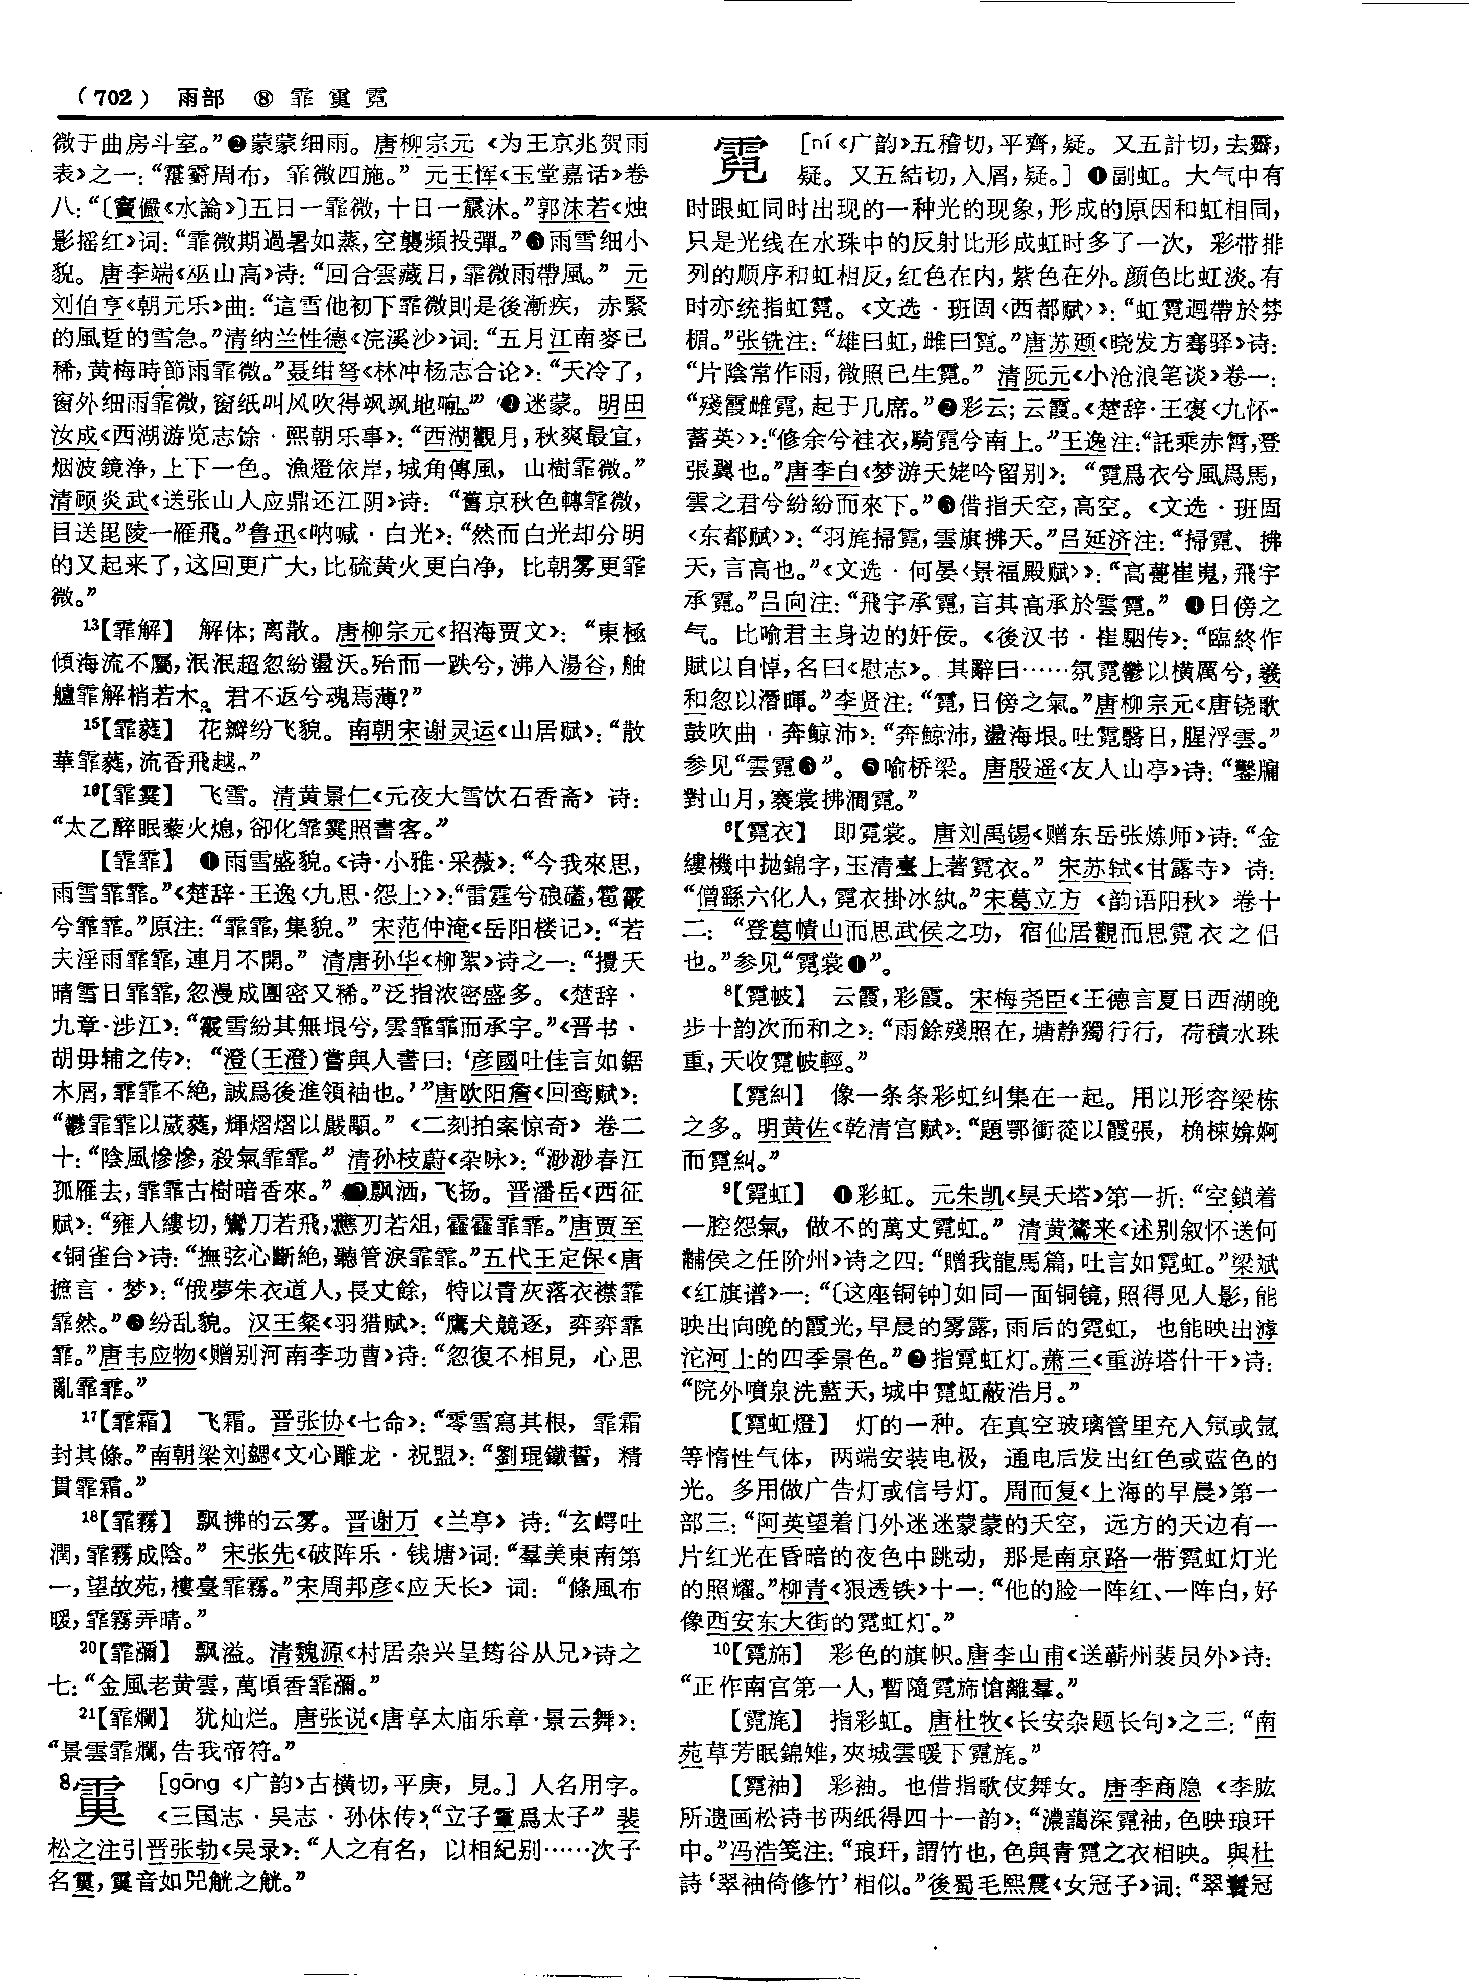 （702） 雨部 ⑧ 霏 霬 霓
微于曲房斗室。”❷蒙蒙细雨。唐柳宗元《为王京兆贺雨
表》之一：“霮䨴周布，霏微四施。”元王恽《玉堂嘉话》卷
八：“〔竇儼《水論》〕五日一霏微，十日一霢沐。”郭沫若《烛
影摇红》词：“霏微期過暑如蒸，空襲頻投彈。”❸雨雪细小
貌。唐李端《巫山高》诗：“回合雲藏日，霏微雨帶風。”元
刘伯亨《朝元乐》曲：“這雪他初下霏微則是後漸疾，赤緊
的風踅的雪急。”清纳兰性德《浣溪沙》词：“五月江南麥已
稀，黄梅時節雨霏微。”聂绀弩《林冲杨志合论》：“天冷了，
窗外细雨霏微，窗纸叫风吹得飒飒地响。”❹迷蒙。明田
汝成《西湖游览志馀·熙朝乐事》：“西湖觀月，秋爽最宜，
烟波鏡净，上下一色。漁燈依岸，城角傳風，山樹霏微。”
清顾炎武《送张山人应鼎还江阴》诗：“舊京秋色轉霏微，
目送毘陵一雁飛。”鲁迅《呐喊·白光》：“然而白光却分明
的又起来了，这回更广大，比硫黄火更白净，比朝雾更霏
微。”
13【霏解】 解体；离散。唐柳宗元《招海贾文》：“東極
傾海流不屬，泯泯超忽紛盪沃。殆而一跌兮，沸入湯谷，舳
艫霏解梢若木。君不返兮魂焉薄？”
15【霏蕤】 花瓣纷飞貌。南朝宋谢灵运《山居赋》：“散
華霏蕤，流香飛越。”
16【霏霙】 飞雪。清黄景仁《元夜大雪饮石香斋》诗：
“太乙醉眠藜火熄，卻化霏霙照書客。”
【霏霏】 ❶雨雪盛貌。《诗·小雅·采薇》：“今我來思，
雨雪霏霏。”《楚辞·王逸〈九思·怨上〉》：“雷霆兮硠磕，雹霰
兮霏霏。”原注：“霏霏，集貌。”宋范仲淹《岳阳楼记》：“若
夫淫雨霏霏，連月不開。”清唐孙华《柳絮》诗之一：“攪天
晴雪日霏霏，忽漫成團密又稀。”泛指浓密盛多。《楚辞·
九章·涉江》：“霰雪紛其無垠兮，雲霏霏而承宇。”《晋书·
胡毋辅之传》：“澄（王澄）嘗與人書曰：‘彦國吐佳言如鋸
木屑，霏霏不絶，誠爲後進領袖也。’”唐欧阳詹《回鸾赋》：
“鬱霏霏以葳蕤，輝熠熠以嚴顒。”《二刻拍案惊奇》卷二
十：“陰風慘慘，殺氣霏霏。”清孙枝蔚《杂咏》：“渺渺春江
孤雁去，霏霏古樹暗香來。”❷飘洒，飞扬。晋潘岳《西征
赋》：“雍人縷切，鸞刀若飛，應刃若俎，霍霍霏霏。”唐贾至
《铜雀台》诗：“撫弦心斷絶，聽管淚霏霏。”五代王定保《唐
摭言·梦》：“俄夢朱衣道人，長丈餘，特以青灰落衣襟霏
霏然。”❸纷乱貌。汉王粲《羽猎赋》：“鷹犬競逐，弈弈霏
霏。”唐韦应物《赠别河南李功曹》诗：“忽復不相見，心思
亂霏霏。”
17【霏霜】 飞霜。晋张协《七命》：“零雪寫其根，霏霜
封其條。”南朝梁刘勰《文心雕龙·祝盟》：“劉琨鐵誓，精
貫霏霜。”
18【霏霧】 飘拂的云雾。晋谢万《兰亭》诗：“玄崿吐
潤，霏霧成陰。”宋张先《破阵乐·钱塘》词：“羣美東南第
一，望故苑，樓臺霏霧。”宋周邦彦《应天长》词：“條風布
暖，霏霧弄晴。”
20【霏瀰】 飘溢。清魏源《村居杂兴呈筠谷从兄》诗之
七：“金風老黄雲，萬頃香霏瀰。”
21【霏爛】 犹灿烂。唐张说《唐享太庙乐章·景云舞》：
“景雲霏爛，告我帝符。”
8霬 ［gōng《广韵》古横切，平庚，見。］人名用字。
《三国志·吴志·孙休传》“立子𩅦爲太子”裴
松之注引晋张勃《吴录》：“人之有名，以相紀别……次子
名霬，霬音如兕觥之觥。”
霓 ［ní《广韵》五稽切，平齊，疑。又五計切，去霽，
疑。又五結切，入屑，疑。］❶副虹。大气中有
时跟虹同时出现的一种光的现象，形成的原因和虹相同，
只是光线在水珠中的反射比形成虹时多了一次，彩带排
列的顺序和虹相反，红色在内，紫色在外。颜色比虹淡。有
时亦统指虹霓。《文选·班固〈西都赋〉》：“虹霓迴帶於棼
楣。”张铣注：“雄曰虹，雌曰霓。”唐苏颋《晓发方骞驿》诗：
“片陰常作雨，微照已生霓。”清阮元《小沧浪笔谈》卷一：
“殘霞雌霓，起于几席。”❷彩云；云霞。《楚辞·王褒〈九怀·
蓄英〉》：“修余兮袿衣，騎霓兮南上。”王逸注：“託乘赤霄，登
張翼也。”唐李白《梦游天姥吟留别》：“霓爲衣兮風爲馬，
雲之君兮紛紛而來下。”❸借指天空，高空。《文选·班固
〈东都赋〉》：“羽旄掃霓，雲旗拂天。”吕延济注：“掃霓、拂
天，言高也。”《文选·何晏〈景福殿赋〉》：“高甍崔嵬，飛宇
承霓。”吕向注：“飛宇承霓，言其高承於雲霓。”❹日傍之
气。比喻君主身边的奸佞。《後汉书·崔駰传》：“臨終作
賦以自悼，名曰《慰志》。其辭曰……氛霓鬱以横厲兮，羲
和忽以潛暉。”李贤注：“霓，日傍之氣。”唐柳宗元《唐铙歌
鼓吹曲·奔鲸沛》：“奔鲸沛，盪海垠。吐霓翳日，腥浮雲。”
参见“雲霓❸”。❺喻桥梁。唐殷遥《友人山亭》诗：“鑿牖
對山月，褰裳拂澗霓。”
6【霓衣】 即霓裳。唐刘禹锡《赠东岳张炼师》诗：“金
縷機中抛錦字，玉清臺上著霓衣。”宋苏轼《甘露寺》诗：
“僧繇六化人，霓衣掛冰紈。”宋葛立方《韵语阳秋》卷十
二：“登葛幘山而思武侯之功，宿仙居觀而思霓衣之侣
也。”参见“霓裳❶”。
8【霓帔】 云霞，彩霞。宋梅尧臣《王德言夏日西湖晚
步十韵次而和之》：“雨餘殘照在，塘静獨行行，荷積水珠
重，天收霓帔輕。”
【霓糾】 像一条条彩虹纠集在一起。用以形容梁栋
之多。明黄佐《乾清宫赋》：“題鄂衝蓯以霞張，桷梀媕婀
而霓糾。”
9【霓虹】 ❶彩虹。元朱凯《昊天塔》第一折：“空鎖着
一腔怨氣，做不的萬丈霓虹。”清黄鷟来《述别叙怀送何
黼侯之任阶州》诗之四：“贈我龍馬篇，吐言如霓虹。”梁斌
《红旗谱》一：“〔这座铜钟〕如同一面铜镜，照得见人影，能
映出向晚的霞光，早晨的雾露，雨后的霓虹，也能映出滹
沱河上的四季景色。”❷指霓虹灯。萧三《重游塔什干》诗：
“院外噴泉洗藍天，城中霓虹蔽浩月。”
【霓虹燈】 灯的一种。在真空玻璃管里充入氖或氩
等惰性气体，两端安装电极，通电后发出红色或蓝色的
光。多用做广告灯或信号灯。周而复《上海的早晨》第一
部三：“阿英望着门外迷迷蒙蒙的天空，远方的天边有一
片红光在昏暗的夜色中跳动，那是南京路一带霓虹灯光
的照耀。”柳青《狠透铁》十一：“他的脸一阵红、一阵白，好
像西安东大街的霓虹灯。”
10【霓旆】 彩色的旗帜。唐李山甫《送蕲州裴员外》诗：
“正作南宫第一人，暫隨霓旆愴離羣。”
【霓旄】 指彩虹。唐杜牧《长安杂题长句》之三：“南
苑草芳眠錦雉，夾城雲暖下霓旄。”
【霓袖】 彩袖。也借指歌伎舞女。唐李商隐《李肱
所遗画松诗书两纸得四十一韵》：“濃藹深霓袖，色映琅玕
中。”冯浩笺注：“琅玕，謂竹也，色與青霓之衣相映。與杜
詩‘翠袖倚修竹’相似。”後蜀毛熙震《女冠子》词：“翠鬟冠